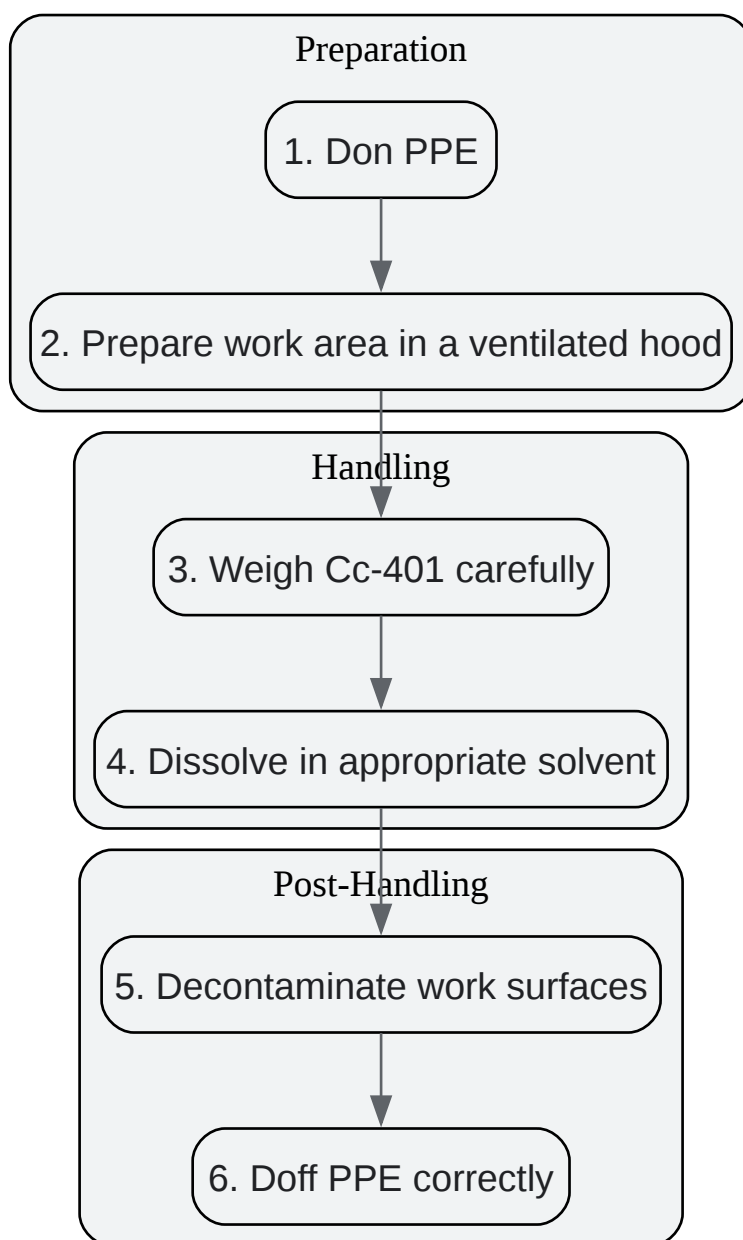 Preparation
1. Don PPE
2. Prepare work area in a ventilated hood
Handling
3. Weigh Cc-401 carefully
4. Dissolve in appropriate solvent
Post-Handling
5. Decontaminate work surfaces
6. Doff PPE correctly